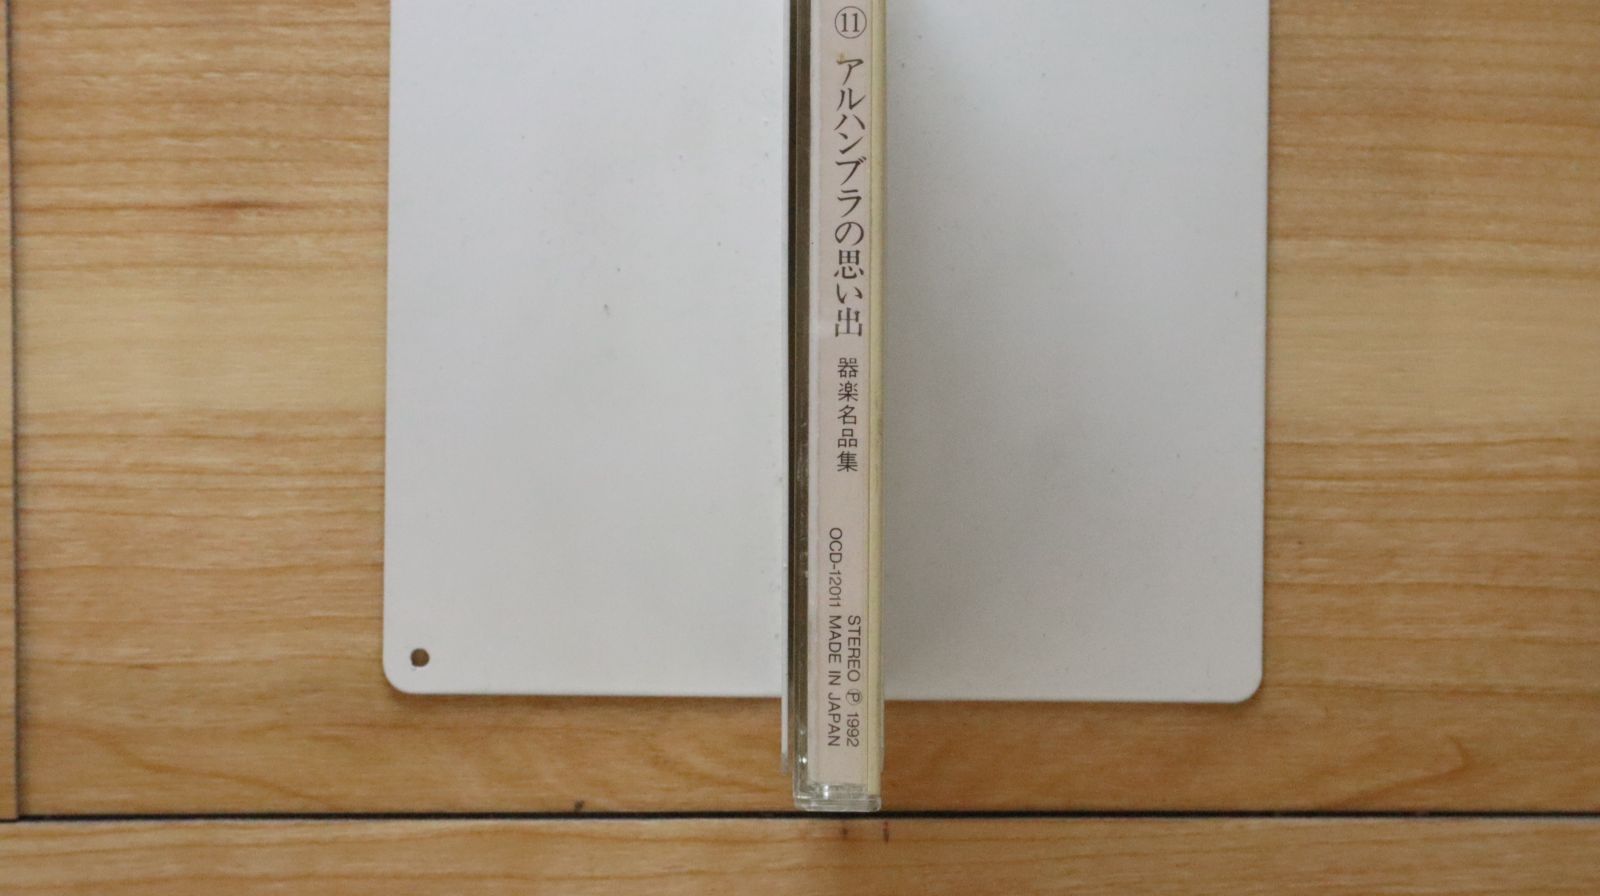 ⑪ アルハンブラの思い出 器楽名品集
STEREO Ⓟ 1992
OCD-12011 MADE IN JAPAN